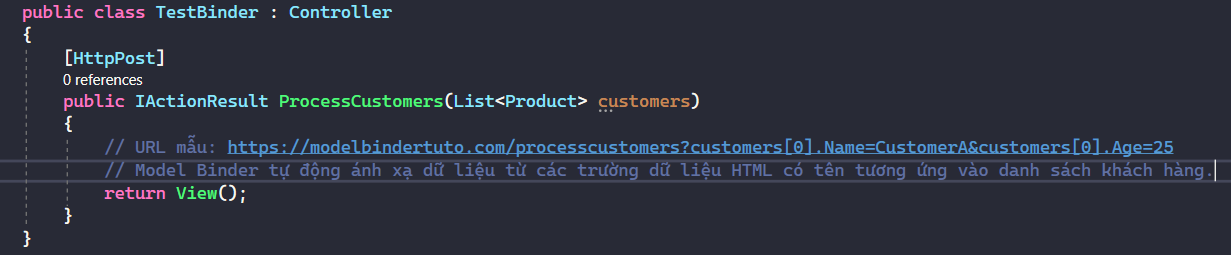 public class TestBinder : Controller
{
[HttpPost]
0 references
public IActionResult ProcessCustomers(List<Product> customers)
{
// URL mẫu: https://modelbindertuto.com/processcustomers?customers[0].Name=CustomerA&customers[0].Age=25
// Model Binder tự động ánh xạ dữ liệu từ các trường dữ liệu HTML có tên tương ứng vào danh sách khách hàng.
return View();
}
}